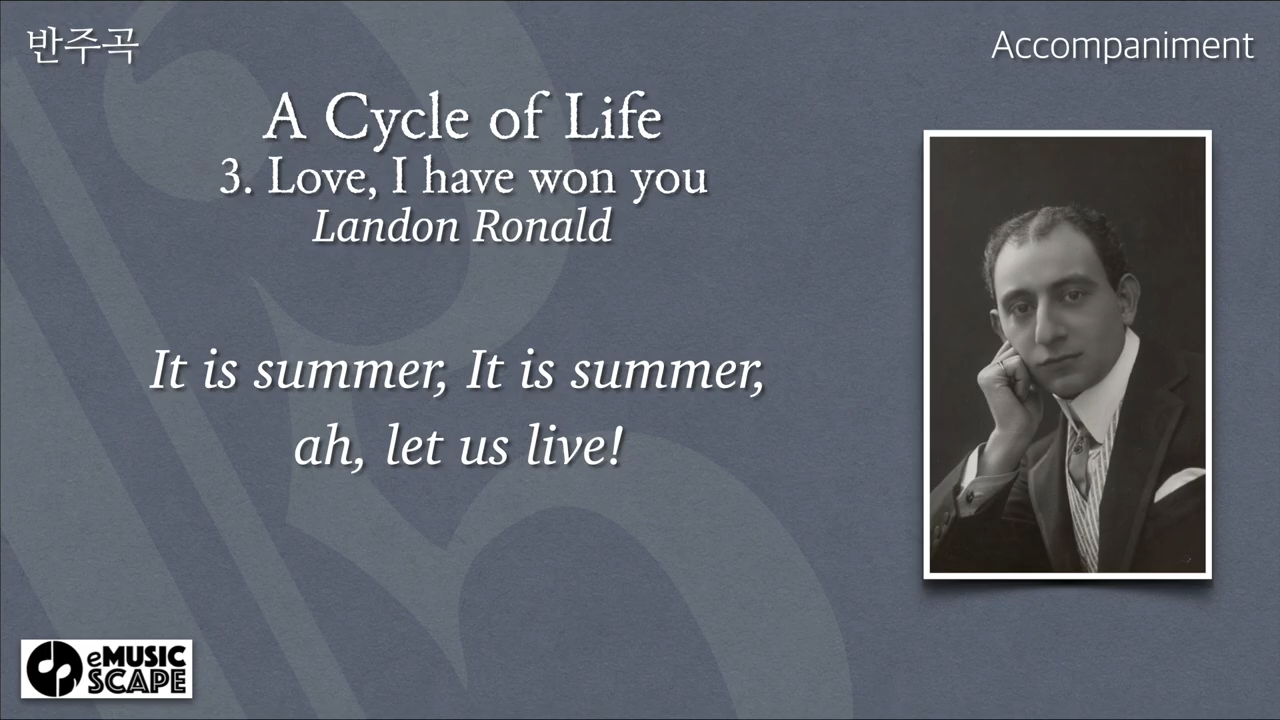 반주곡
Accompaniment
A Cycle of Life
3. Love, I have won you
Landon Ronald
It is summer, It is summer,
ah, let us live!
eMUSIC
SCAPE